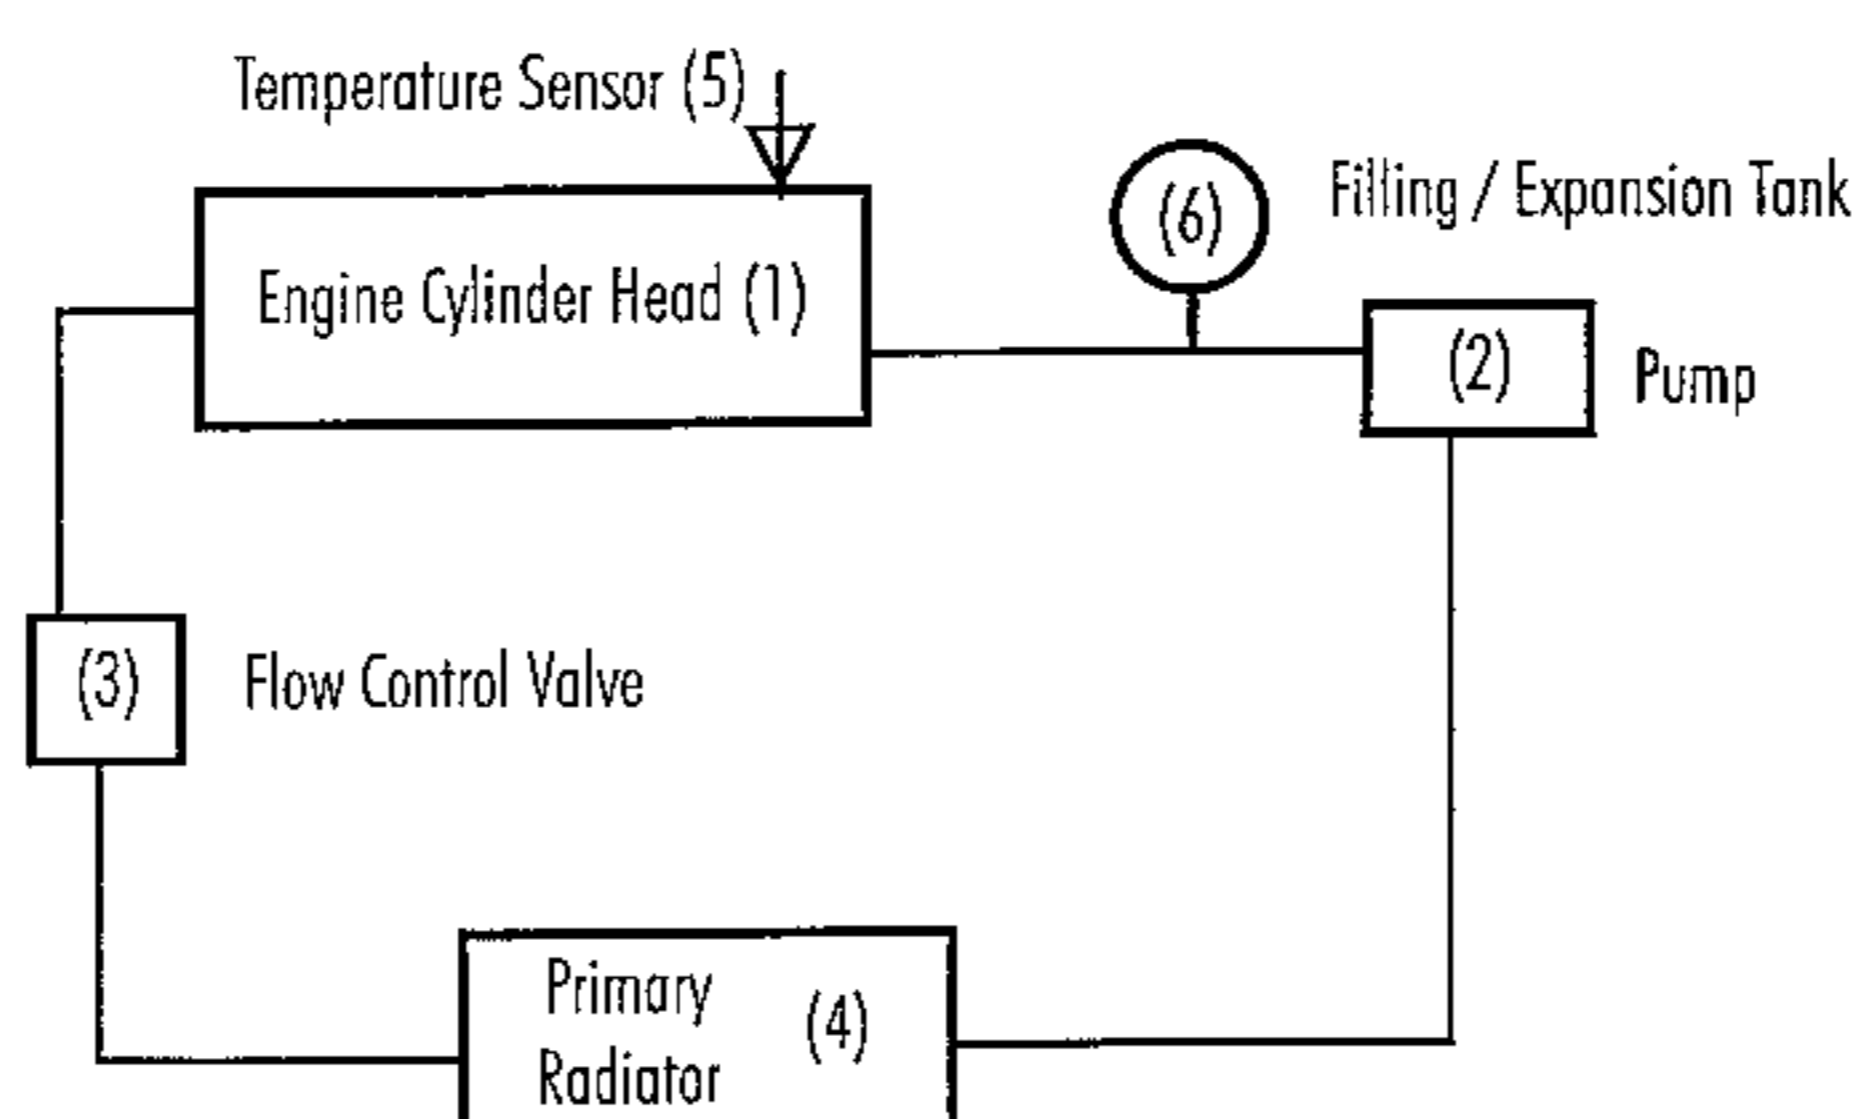 Temperature Sensor (5)
(6)
Filling / Expansion Tank
Engine Cylinder Head (1)
(2)
Pump
(3)
Flow Control Valve
Primary
(4)
Radiator